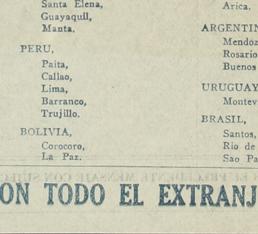 Santa Elena,
Guayaquil,
Manta.
PERU,
Paita,
Callao,
Lima,
Barranco,
Trujillo.
BOLIVIA,
Corocoro,
La Paz.
Arica.
ARGENTIN
Mendoz
Rosario
Buenos
URUGUAY
Montev
BRASIL,
Santos,
Rio de
Sao Pa
ON TODO EL EXTRANJ